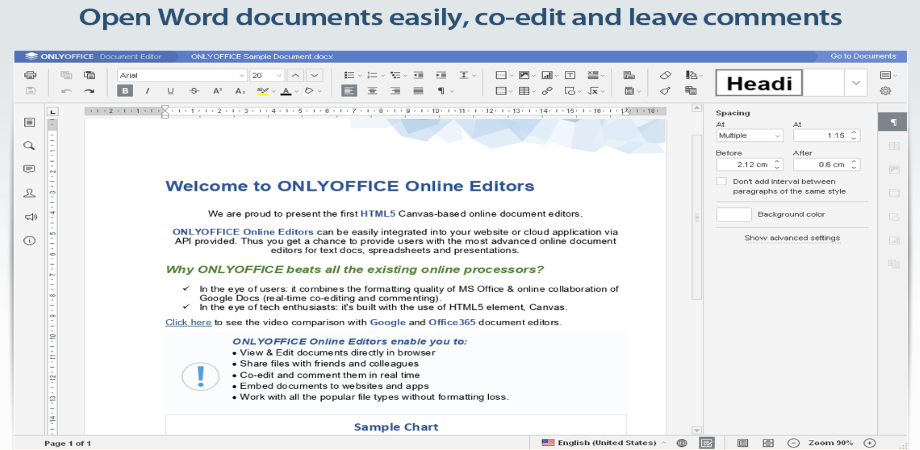 Open Word documents easily, co-edit and leave comments
ONLYOFFICE Document Editor ONLYOFFICE Sample Document.docx Go to Documents
Arial 20 Headi
B I U S A² A₂ A
Spacing
At At
Multiple 1.15
Before After
2.12 cm 0.6 cm
Don't add interval between
paragraphs of the same style
Background color
Show advanced settings
Welcome to ONLYOFFICE Online Editors
We are proud to present the first HTML5 Canvas-based online document editors.
ONLYOFFICE Online Editors can be easily integrated into your website or cloud application via
API provided. Thus you get a chance to provide users with the most advanced online document
editors for text docs, spreadsheets and presentations.
Why ONLYOFFICE beats all the existing online processors?
✓ In the eye of users: it combines the formatting quality of MS Office & online collaboration of
Google Docs (real-time co-editing and commenting).
✓ In the eye of tech enthusiasts: it's built with the use of HTML5 element, Canvas.
Click here to see the video comparison with Google and Office365 document editors.
ONLYOFFICE Online Editors enable you to:
• View & Edit documents directly in browser
• Share files with friends and colleagues
• Co-edit and comment them in real time
• Embed documents to websites and apps
• Work with all the popular file types without formatting loss.
!
Sample Chart
Page 1 of 1 English (United States) Zoom 90%